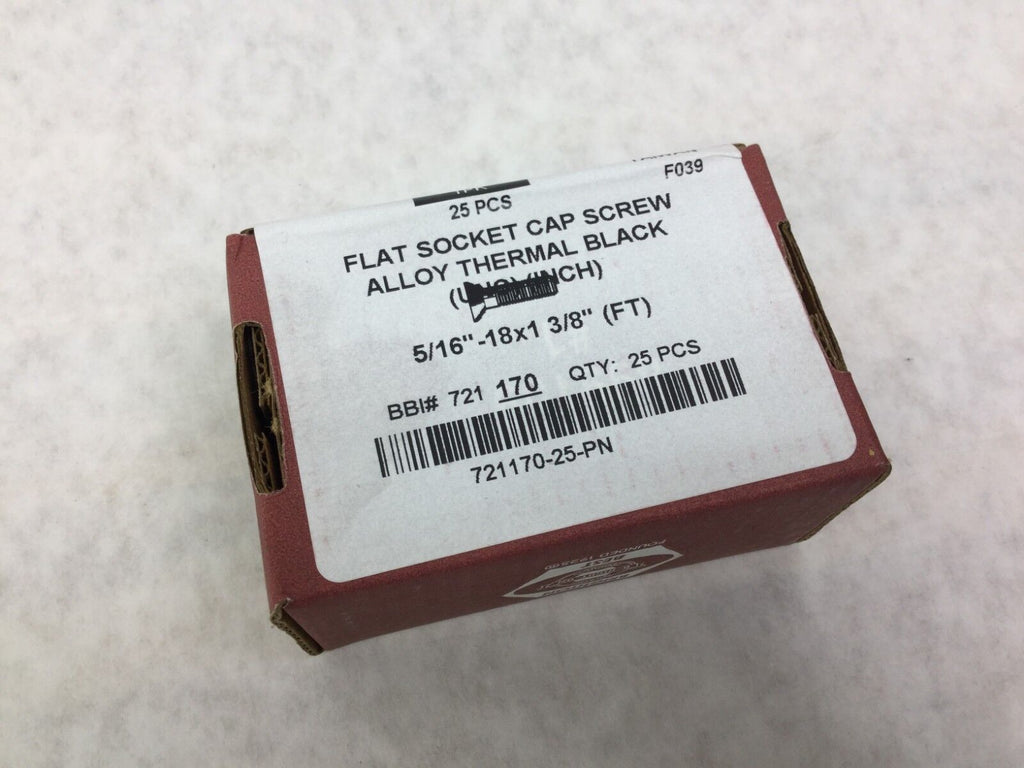 F039
25 PCS
FLAT SOCKET CAP SCREW
ALLOY THERMAL BLACK
5/16"-18x1 3/8" (FT)
BBI# 721 170 QTY: 25 PCS
721170-25-PN